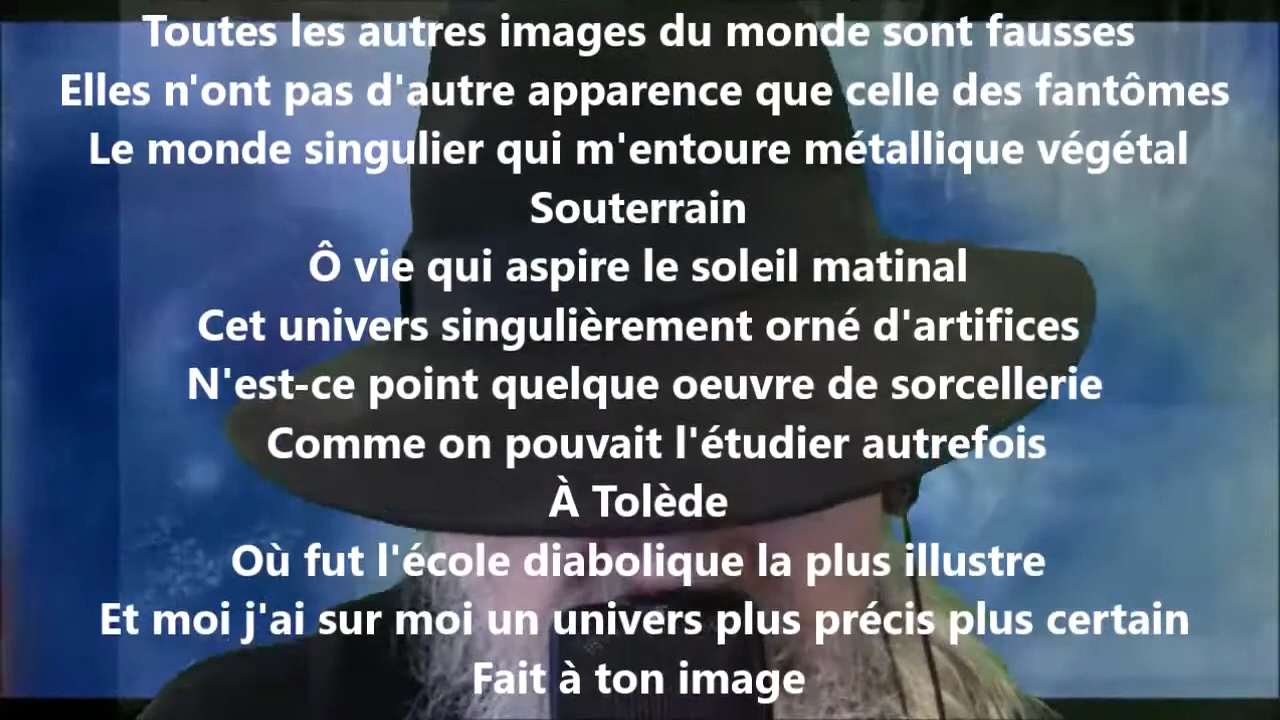 Toutes les autres images du monde sont fausses
Elles n'ont pas d'autre apparence que celle des fantômes
Le monde singulier qui m'entoure métallique végétal
Souterrain
Ô vie qui aspire le soleil matinal
Cet univers singulièrement orné d'artifices
N'est-ce point quelque oeuvre de sorcellerie
Comme on pouvait l'étudier autrefois
À Tolède
Où fut l'école diabolique la plus illustre
Et moi j'ai sur moi un univers plus précis plus certain
Fait à ton image